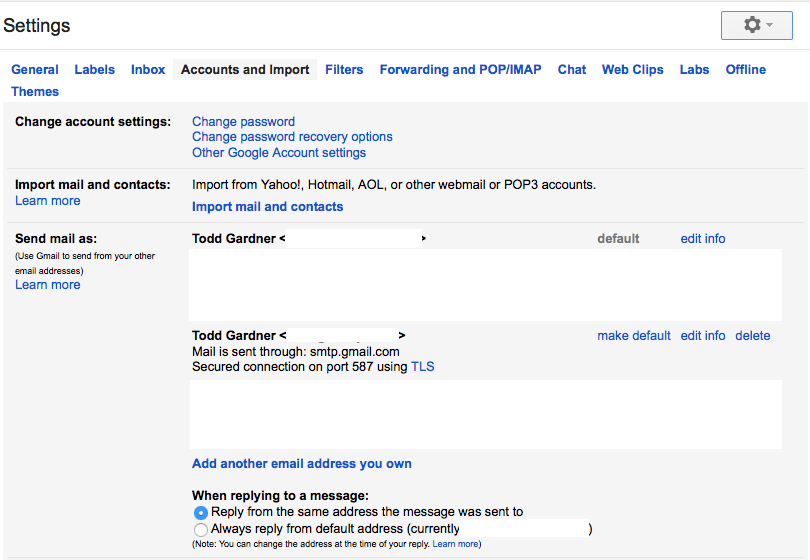 Settings
General Labels Inbox Accounts and Import Filters Forwarding and POP/IMAP Chat Web Clips Labs Offline
Themes
Change account settings: Change password
Change password recovery options
Other Google Account settings
Import mail and contacts: Import from Yahoo!, Hotmail, AOL, or other webmail or POP3 accounts.
Learn more
Import mail and contacts
Send mail as: Todd Gardner < > default edit info
(Use Gmail to send from your other
email addresses)
Learn more
Todd Gardner < > make default edit info delete
Mail is sent through: smtp.gmail.com
Secured connection on port 587 using TLS
Add another email address you own
When replying to a message:
Reply from the same address the message was sent to
Always reply from default address (currently )
(Note: You can change the address at the time of your reply. Learn more)